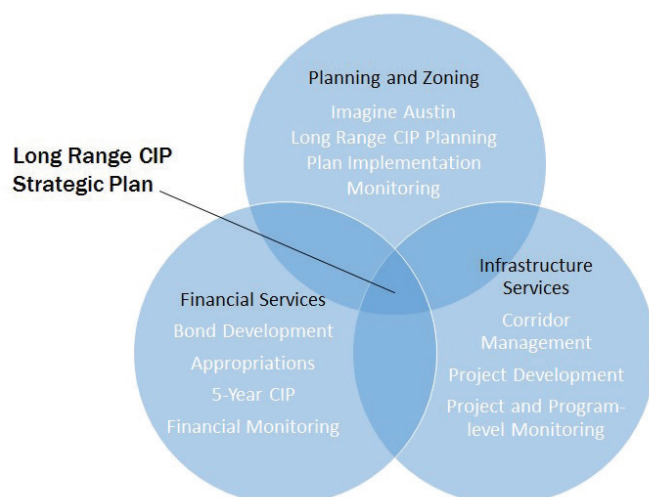 Planning and Zoning
Imagine Austin
Long Range CIP Planning
Plan Implementation
Monitoring
Long Range CIP
Strategic Plan
Financial Services
Bond Development
Appropriations
5-Year CIP
Financial Monitoring
Infrastructure
Services
Corridor
Management
Project Development
Project and Program-
level Monitoring